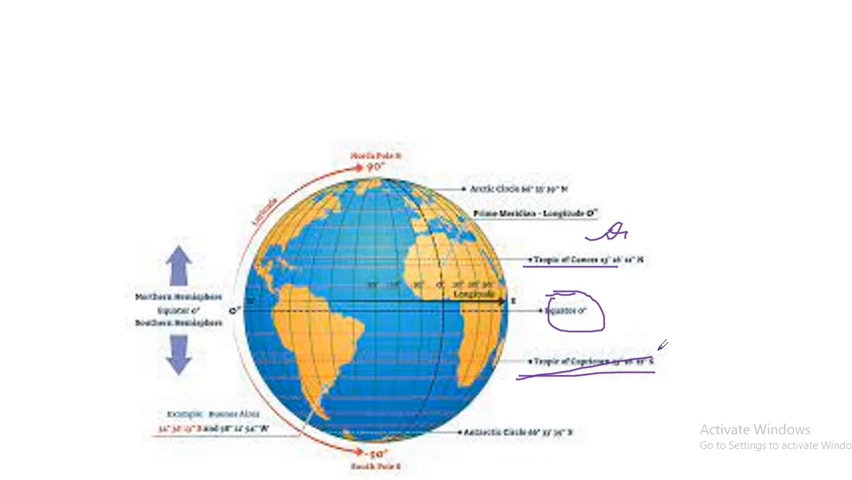 North Pole N
90°
Arctic Circle 66° 33' 39" N
Latitude
Prime Meridian - Longitude 0°
Tropic of Cancer 23° 26' 21" N
Northern Hemisphere
Equator 0°
Southern Hemisphere
0°
0°
Longitude
E
Equator 0°
Tropic of Capricorn
Example: Buenos Aires
and
Antarctic Circle 66° 33' 39" S
-90°
South Pole S
Activate Windows
Go to Settings to activate Windo